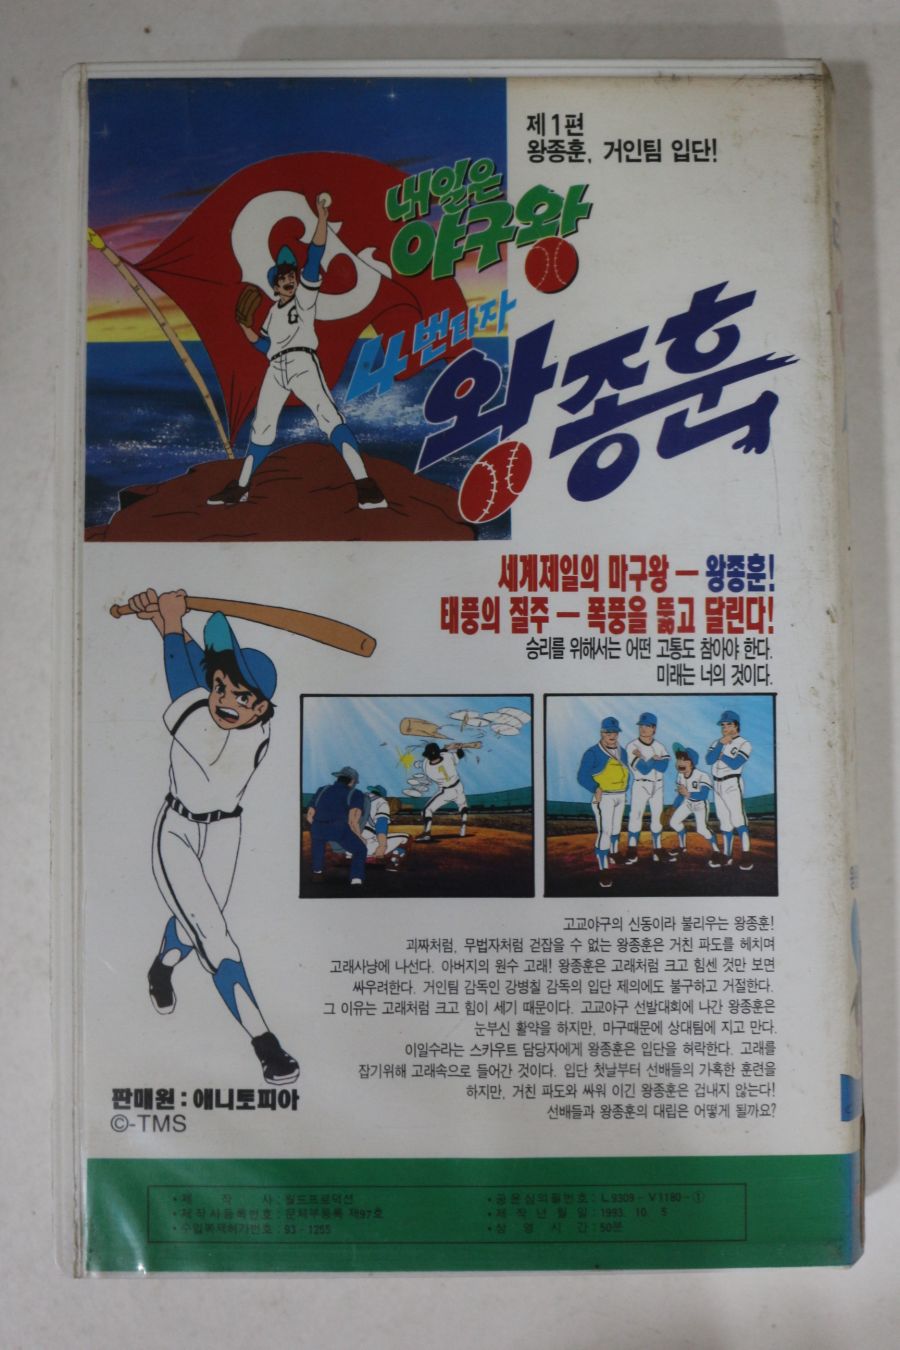 제1편
왕종훈, 거인팀 입단!
내일은
야구왕
4번타자
왕종훈
세계제일의 마구왕 — 왕종훈!
태풍의 질주 — 폭풍을 뚫고 달린다!
승리를 위해서는 어떤 고통도 참아야 한다.
미래는 너의 것이다.
고교야구의 신동이라 불리우는 왕종훈!
괴짜처럼, 무법자처럼 걷잡을 수 없는 왕종훈은 거친 파도를 헤치며
고래사냥에 나선다. 아버지의 원수 고래! 왕종훈은 고래처럼 크고 힘센 것만 보면
싸우려한다. 거인팀 감독인 강병칠 감독의 입단 제의에도 불구하고 거절한다.
그 이유는 고래처럼 크고 힘이 세기 때문이다. 고교야구 선발대회에 나간 왕종훈은
눈부신 활약을 하지만, 마구때문에 상대팀에 지고 만다.
이일수라는 스카우트 담당자에게 왕종훈은 입단을 허락한다. 고래를
잡기위해 고래속으로 들어간 것이다. 입단 첫날부터 선배들의 가혹한 훈련을
하지만, 거친 파도와 싸워 이긴 왕종훈은 겁내지 않는다!
선배들과 왕종훈의 대립은 어떻게 될까요?
판매원 : 애니토피아
©-TMS
• 제 작 사 : 월드프로덕션
• 제작사등록번호 : 문체부등록 제97호
• 수입복제허가번호 : 93-1255
• 공윤심의필번호 : L9309-V1180-①
• 제작년월일 : 1993. 10. 5
• 상영시간 : 50분